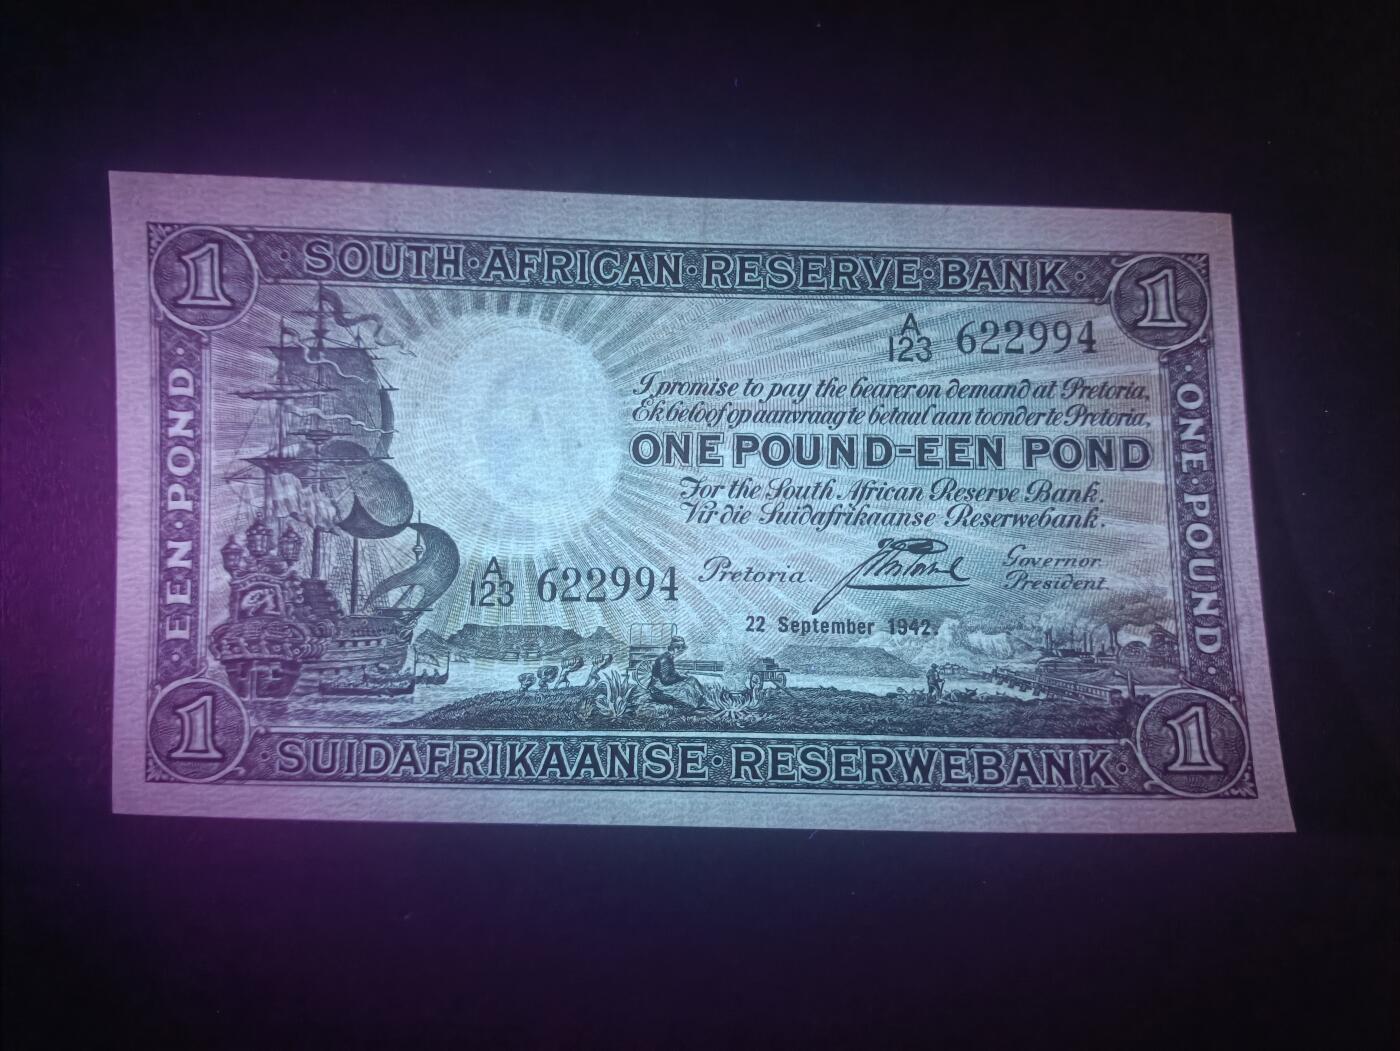 1 SOUTH·AFRICAN·RESERVE·BANK 1
A
123 622994
I promise to pay the bearer on demand at Pretoria,
Ek beloof op aanvraag te betaal aan toonder te Pretoria,
ONE POUND-EEN POND
For the South African Reserve Bank.
Vir die Suidafrikaanse Reserwebank.
A
123 622994
Pretoria.
Governor
President
22 September 1942.
EEN·POND
ONE·POUND
1 SUIDAFRIKAANSE·RESERWEBANK 1